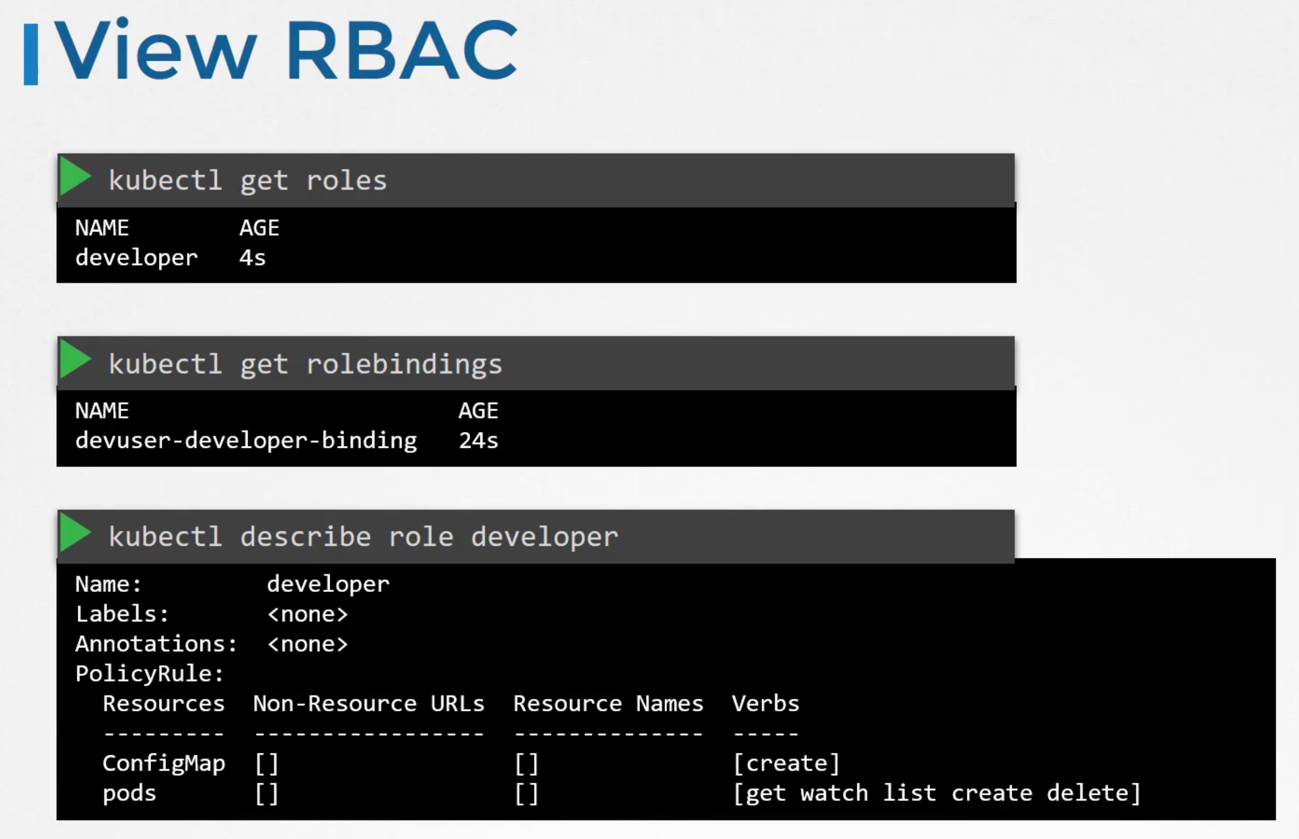 View RBAC
kubectl get roles
NAME        AGE
developer   4s
kubectl get rolebindings
NAME                       AGE
devuser-developer-binding   24s
kubectl describe role developer
Name:         developer
Labels:       <none>
Annotations:  <none>
PolicyRule:
  Resources  Non-Resource URLs  Resource Names  Verbs
  ---------  -----------------  --------------  -----
  ConfigMap  []                 []              [create]
  pods       []                 []              [get watch list create delete]